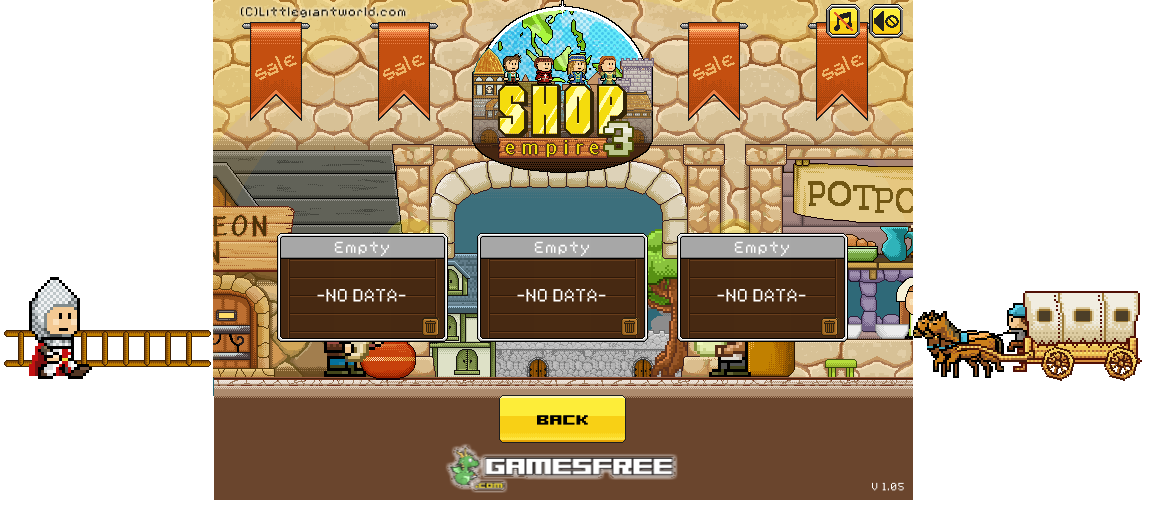 (C)Littlegiantworld.com
sale
sale
sale
sale
SHOP
empire 3
EON
N
POTPO
Empty
Empty
Empty
-NO DATA-
-NO DATA-
-NO DATA-
BACK
GAMESFREE
.com
V 1.05